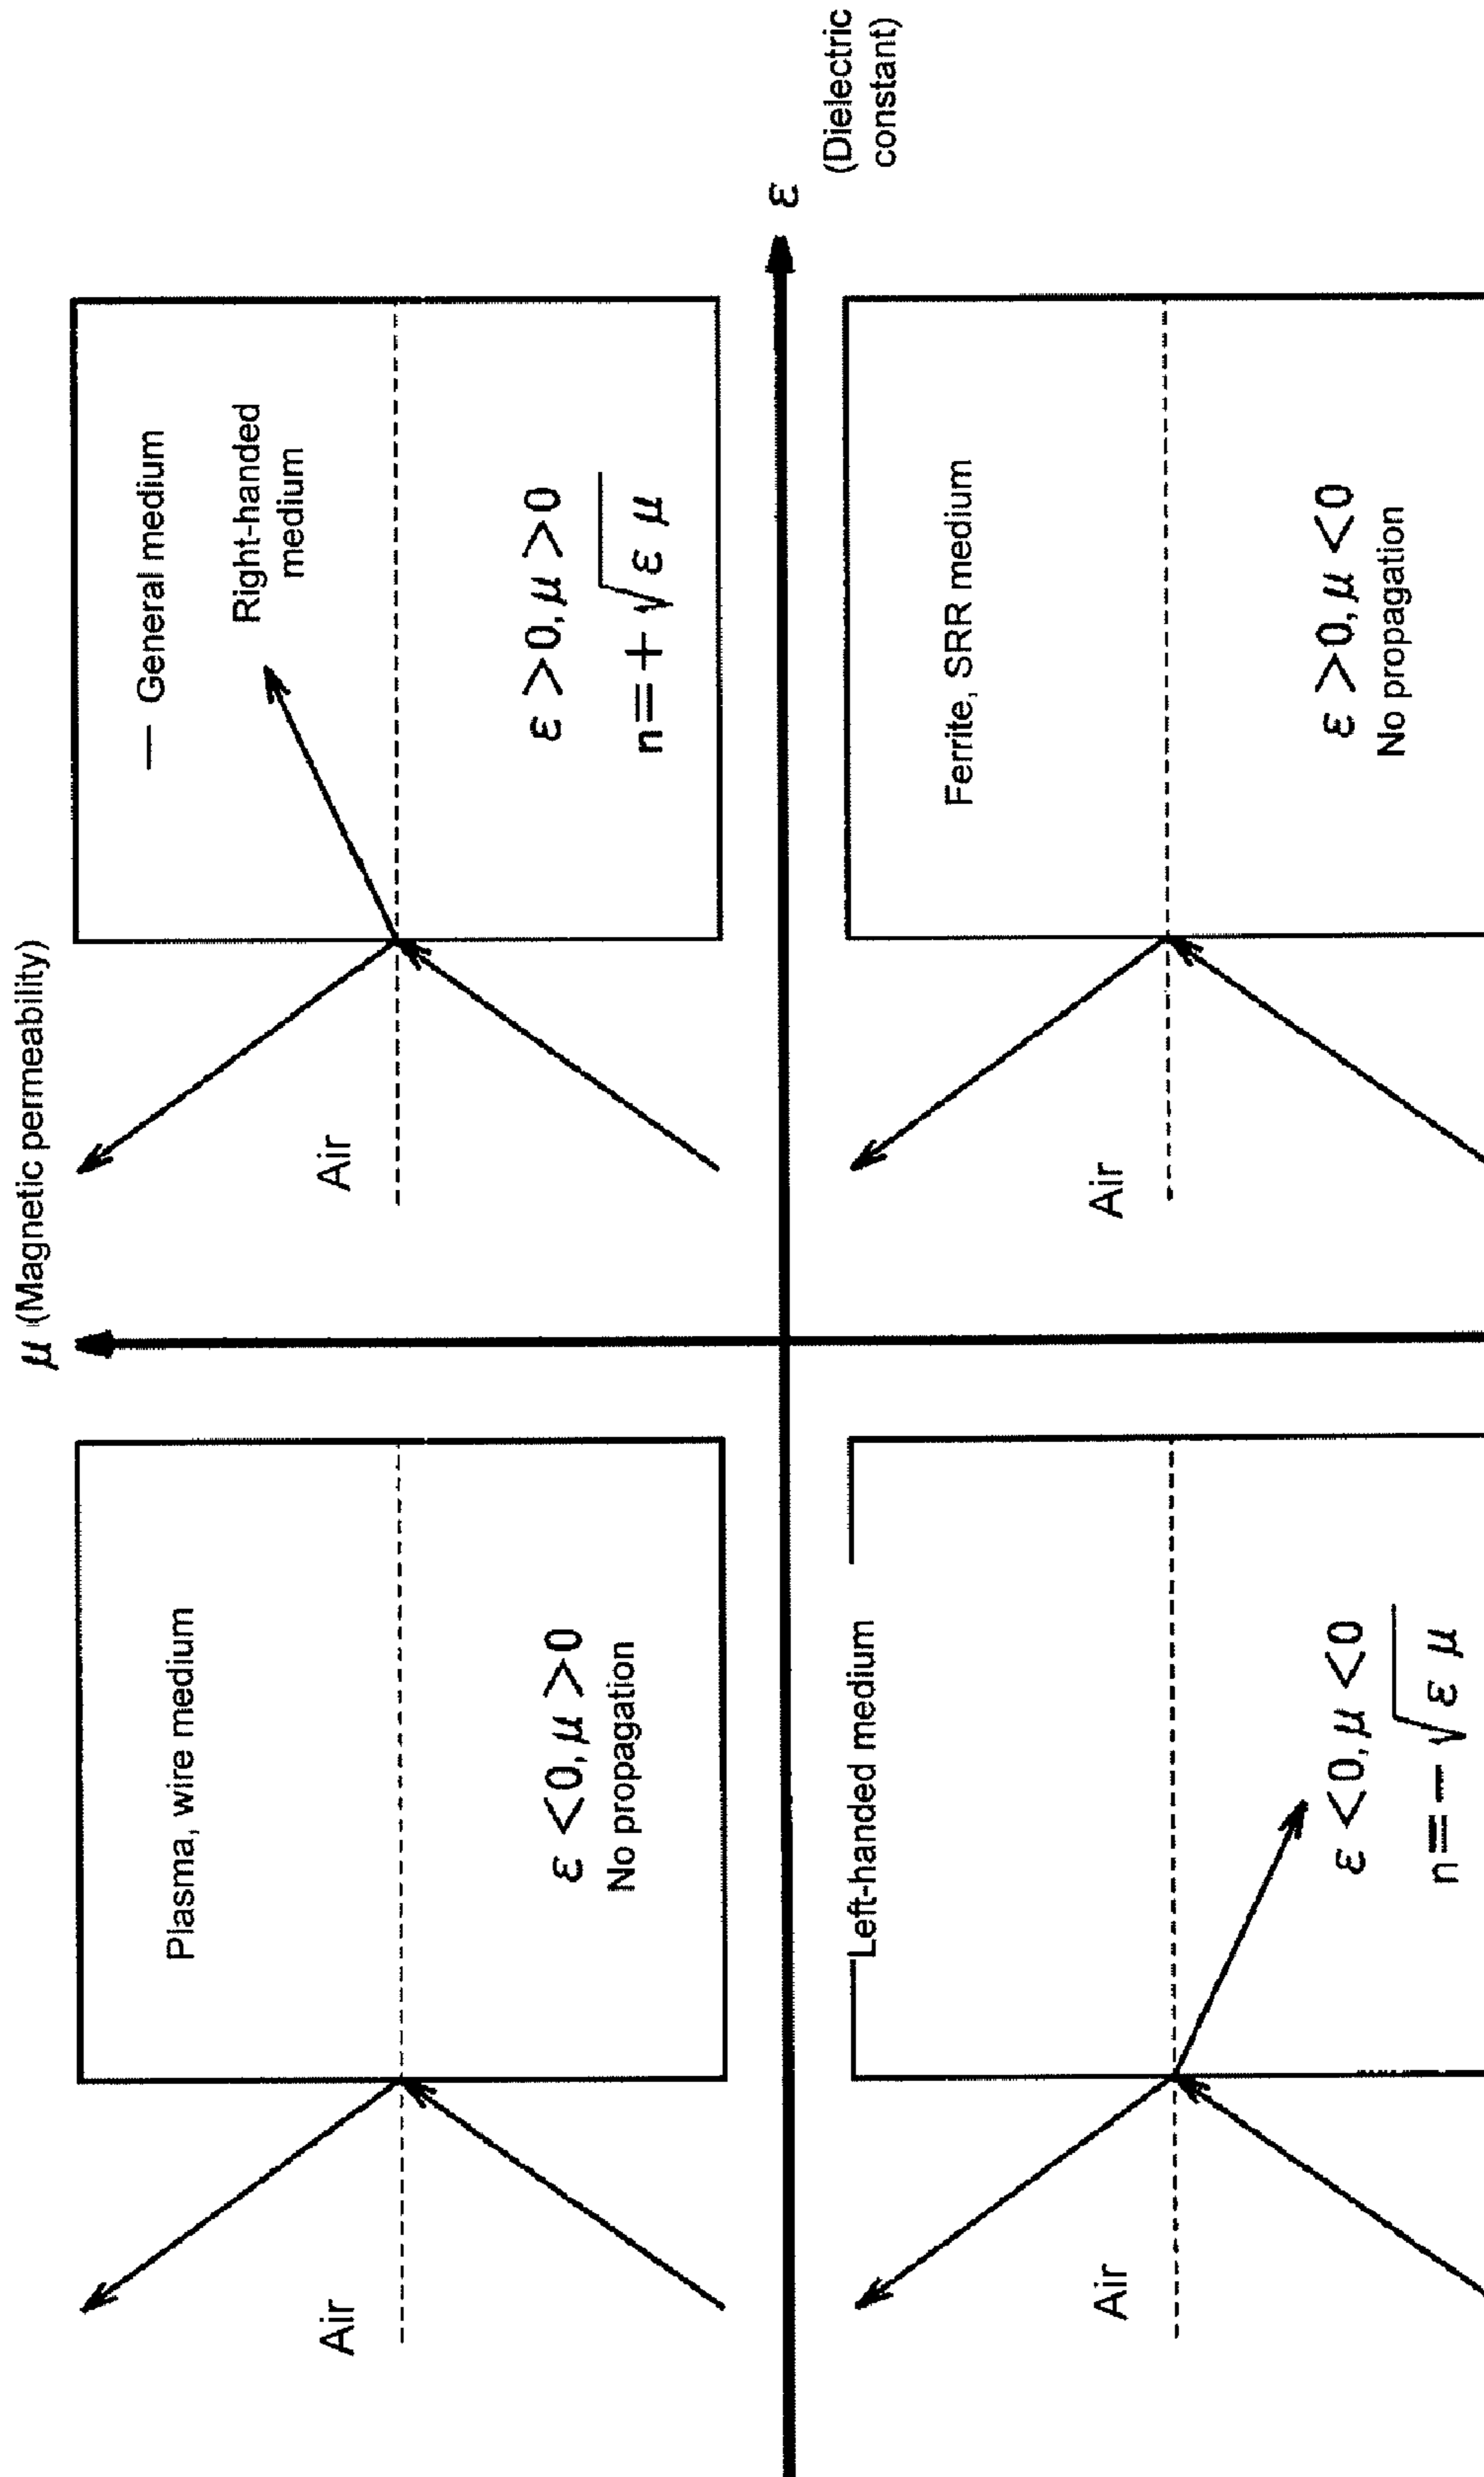 μ (Magnetic permeability)
Plasma, wire medium
ε <0, μ >0
No propagation
Air
— General medium
Right-handed
medium
ε >0, μ >0
n=+√ε μ
Air
ε
(Dielectric
constant)
Left-handed medium
ε <0, μ <0
n=−√ε μ
Air
Ferrite, SRR medium
ε >0, μ <0
No propagation
Air